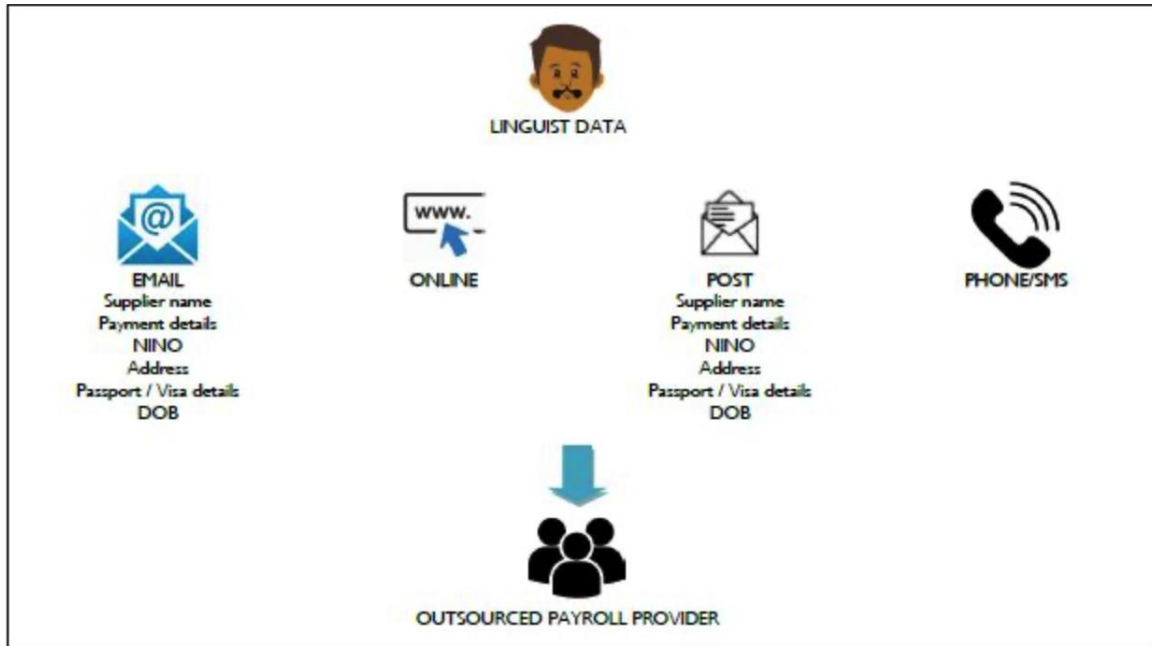 LINGUIST DATA
@
EMAIL
Supplier name
Payment details
NINO
Address
Passport / Visa details
DOB
www.
ONLINE
POST
Supplier name
Payment details
NINO
Address
Passport / Visa details
DOB
PHONE/SMS
OUTSOURCED PAYROLL PROVIDER